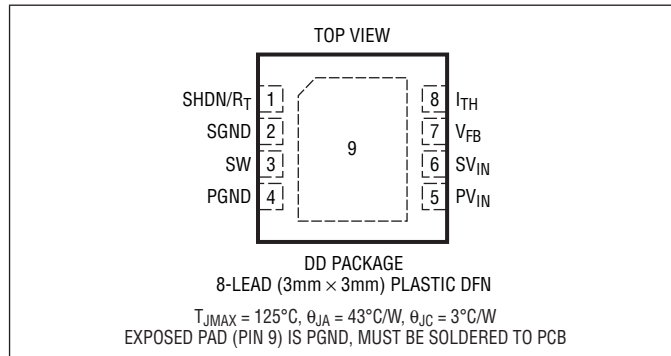 TOP VIEW
SHDN/RT 1
SGND 2
SW 3
PGND 4
9
8 ITH
7 VFB
6 SVIN
5 PVIN
DD PACKAGE
8-LEAD (3mm × 3mm) PLASTIC DFN
TJMAX = 125°C, θJA = 43°C/W, θJC = 3°C/W
EXPOSED PAD (PIN 9) IS PGND, MUST BE SOLDERED TO PCB